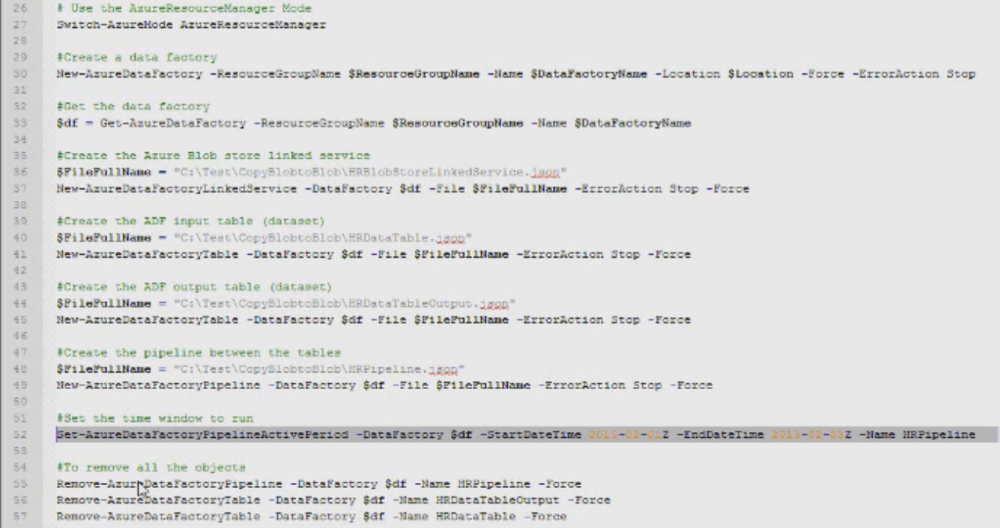 26 # Use the AzureResourceManager Mode
27 Switch-AzureMode AzureResourceManager
28
29 #Create a data factory
30 New-AzureDataFactory -ResourceGroupName $ResourceGroupName -Name $DataFactoryName -Location $Location -Force -ErrorAction Stop
31
32 #Get the data factory
33 $df = Get-AzureDataFactory -ResourceGroupName $ResourceGroupName -Name $DataFactoryName
34
35 #Create the Azure Blob store linked service
36 $FileFullName = "C:\Test\CopyBlobtoBlob\HRBlobStoreLinkedService.json"
37 New-AzureDataFactoryLinkedService -DataFactory $df -File $FileFullName -ErrorAction Stop -Force
38
39 #Create the ADF input table (dataset)
40 $FileFullName = "C:\Test\CopyBlobtoBlob\HRDataTable.json"
41 New-AzureDataFactoryTable -DataFactory $df -File $FileFullName -ErrorAction Stop -Force
42
43 #Create the ADF output table (dataset)
44 $FileFullName = "C:\Test\CopyBlobtoBlob\HRDataTableOutput.json"
45 New-AzureDataFactoryTable -DataFactory $df -File $FileFullName -ErrorAction Stop -Force
46
47 #Create the pipeline between the tables
48 $FileFullName = "C:\Test\CopyBlobtoBlob\HRPipeline.json"
49 New-AzureDataFactoryPipeline -DataFactory $df -File $FileFullName -ErrorAction Stop -Force
50
51 #Set the time window to run
52 Set-AzureDataFactoryPipelineActivePeriod -DataFactory $df -StartDateTime 2015-02-01Z -EndDateTime 2015-02-03Z -Name HRPipeline
53
54 #To remove all the objects
55 Remove-AzureDataFactoryPipeline -DataFactory $df -Name HRPipeline -Force
56 Remove-AzureDataFactoryTable -DataFactory $df -Name HRDataTableOutput -Force
57 Remove-AzureDataFactoryTable -DataFactory $df -Name HRDataTable -Force